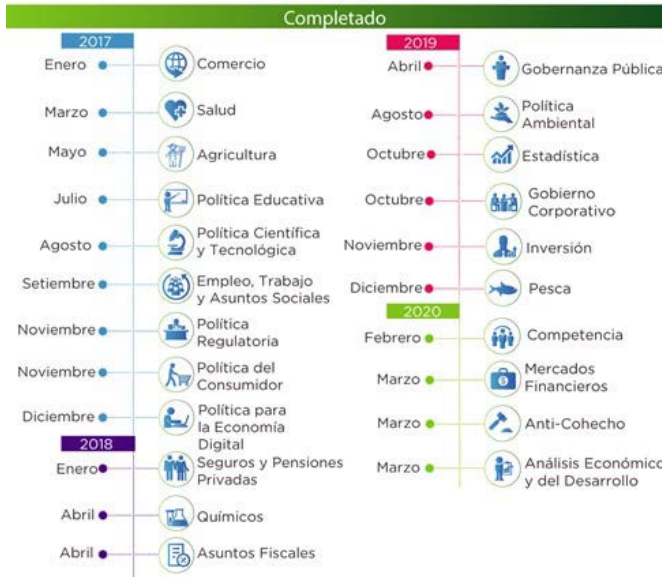 Completado
2017
Enero
Comercio
Marzo
Salud
Mayo
Agricultura
Julio
Política Educativa
Agosto
Política Científica
y Tecnológica
Setiembre
Empleo, Trabajo
y Asuntos Sociales
Noviembre
Política
Regulatoria
Noviembre
Política del
Consumidor
Diciembre
Política para
la Economía
Digital
2018
Enero
Seguros y Pensiones
Privadas
Abril
Químicos
Abril
Asuntos Fiscales
2019
Abril
Gobernanza Pública
Agosto
Política
Ambiental
Octubre
Estadística
Octubre
Gobierno
Corporativo
Noviembre
Inversión
Diciembre
Pesca
2020
Febrero
Competencia
Marzo
Mercados
Financieros
Marzo
Anti-Cohecho
Marzo
Análisis Económico
y del Desarrollo